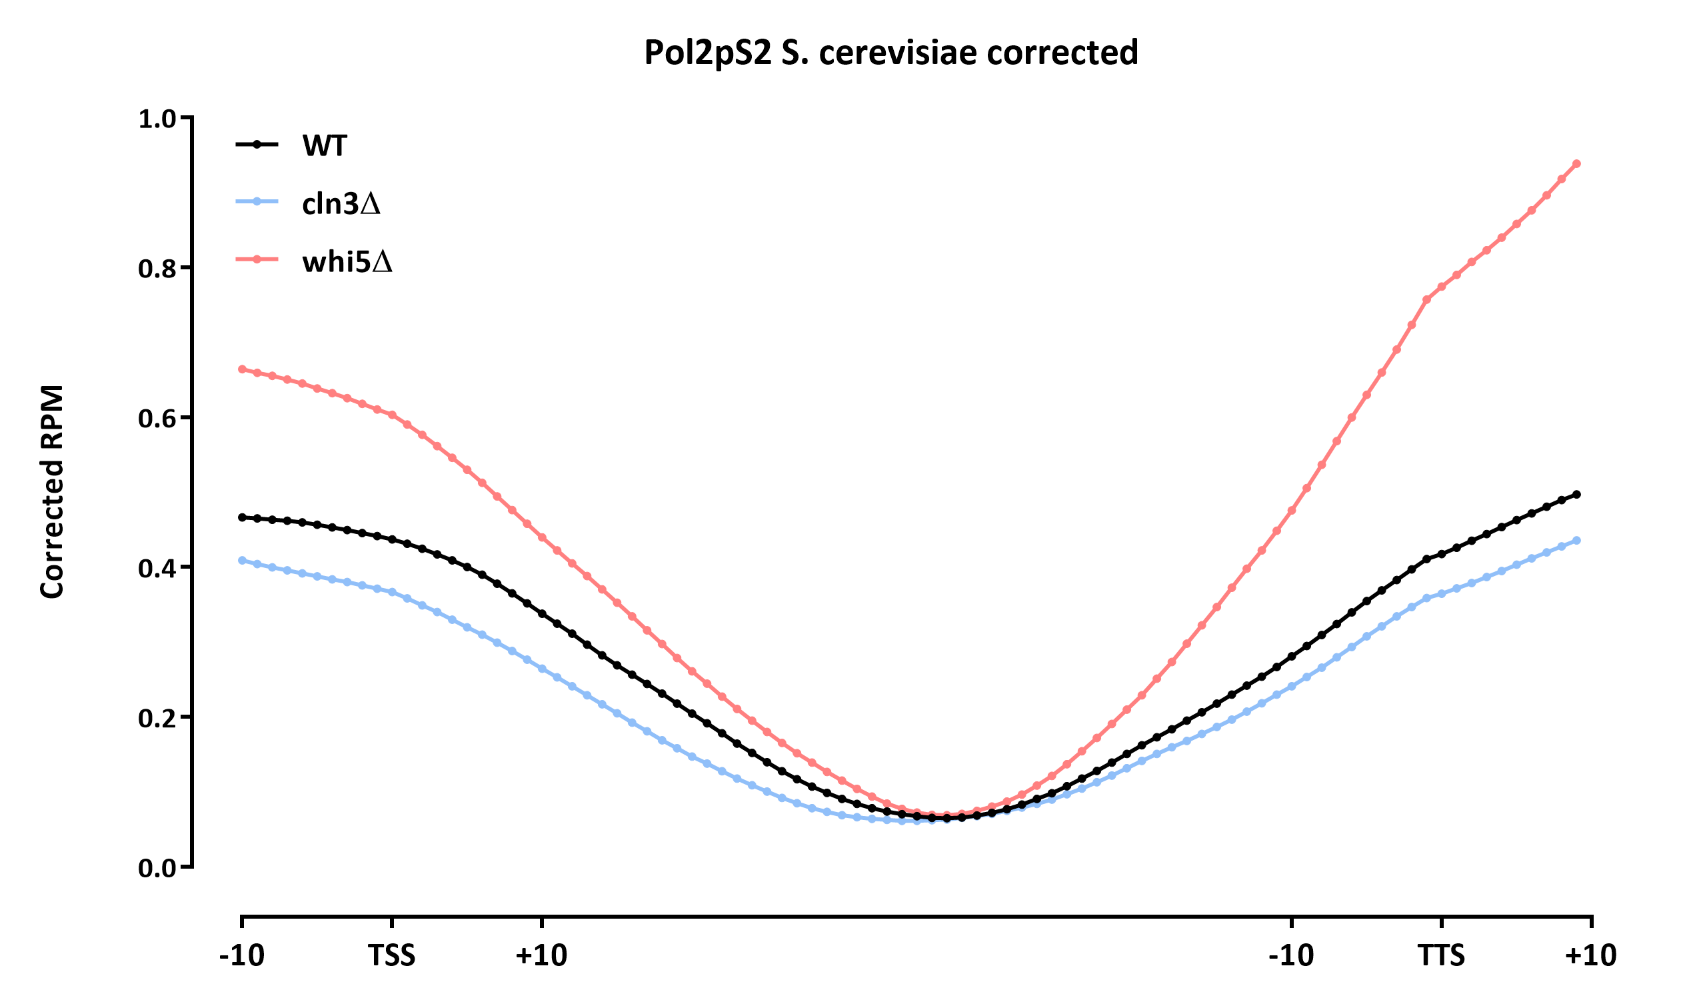 Pol2pS2 S. cerevisiae corrected
WT
cln3Δ
whi5Δ
Corrected RPM
1.0
0.8
0.6
0.4
0.2
0.0
-10 TSS +10 -10 TTS +10